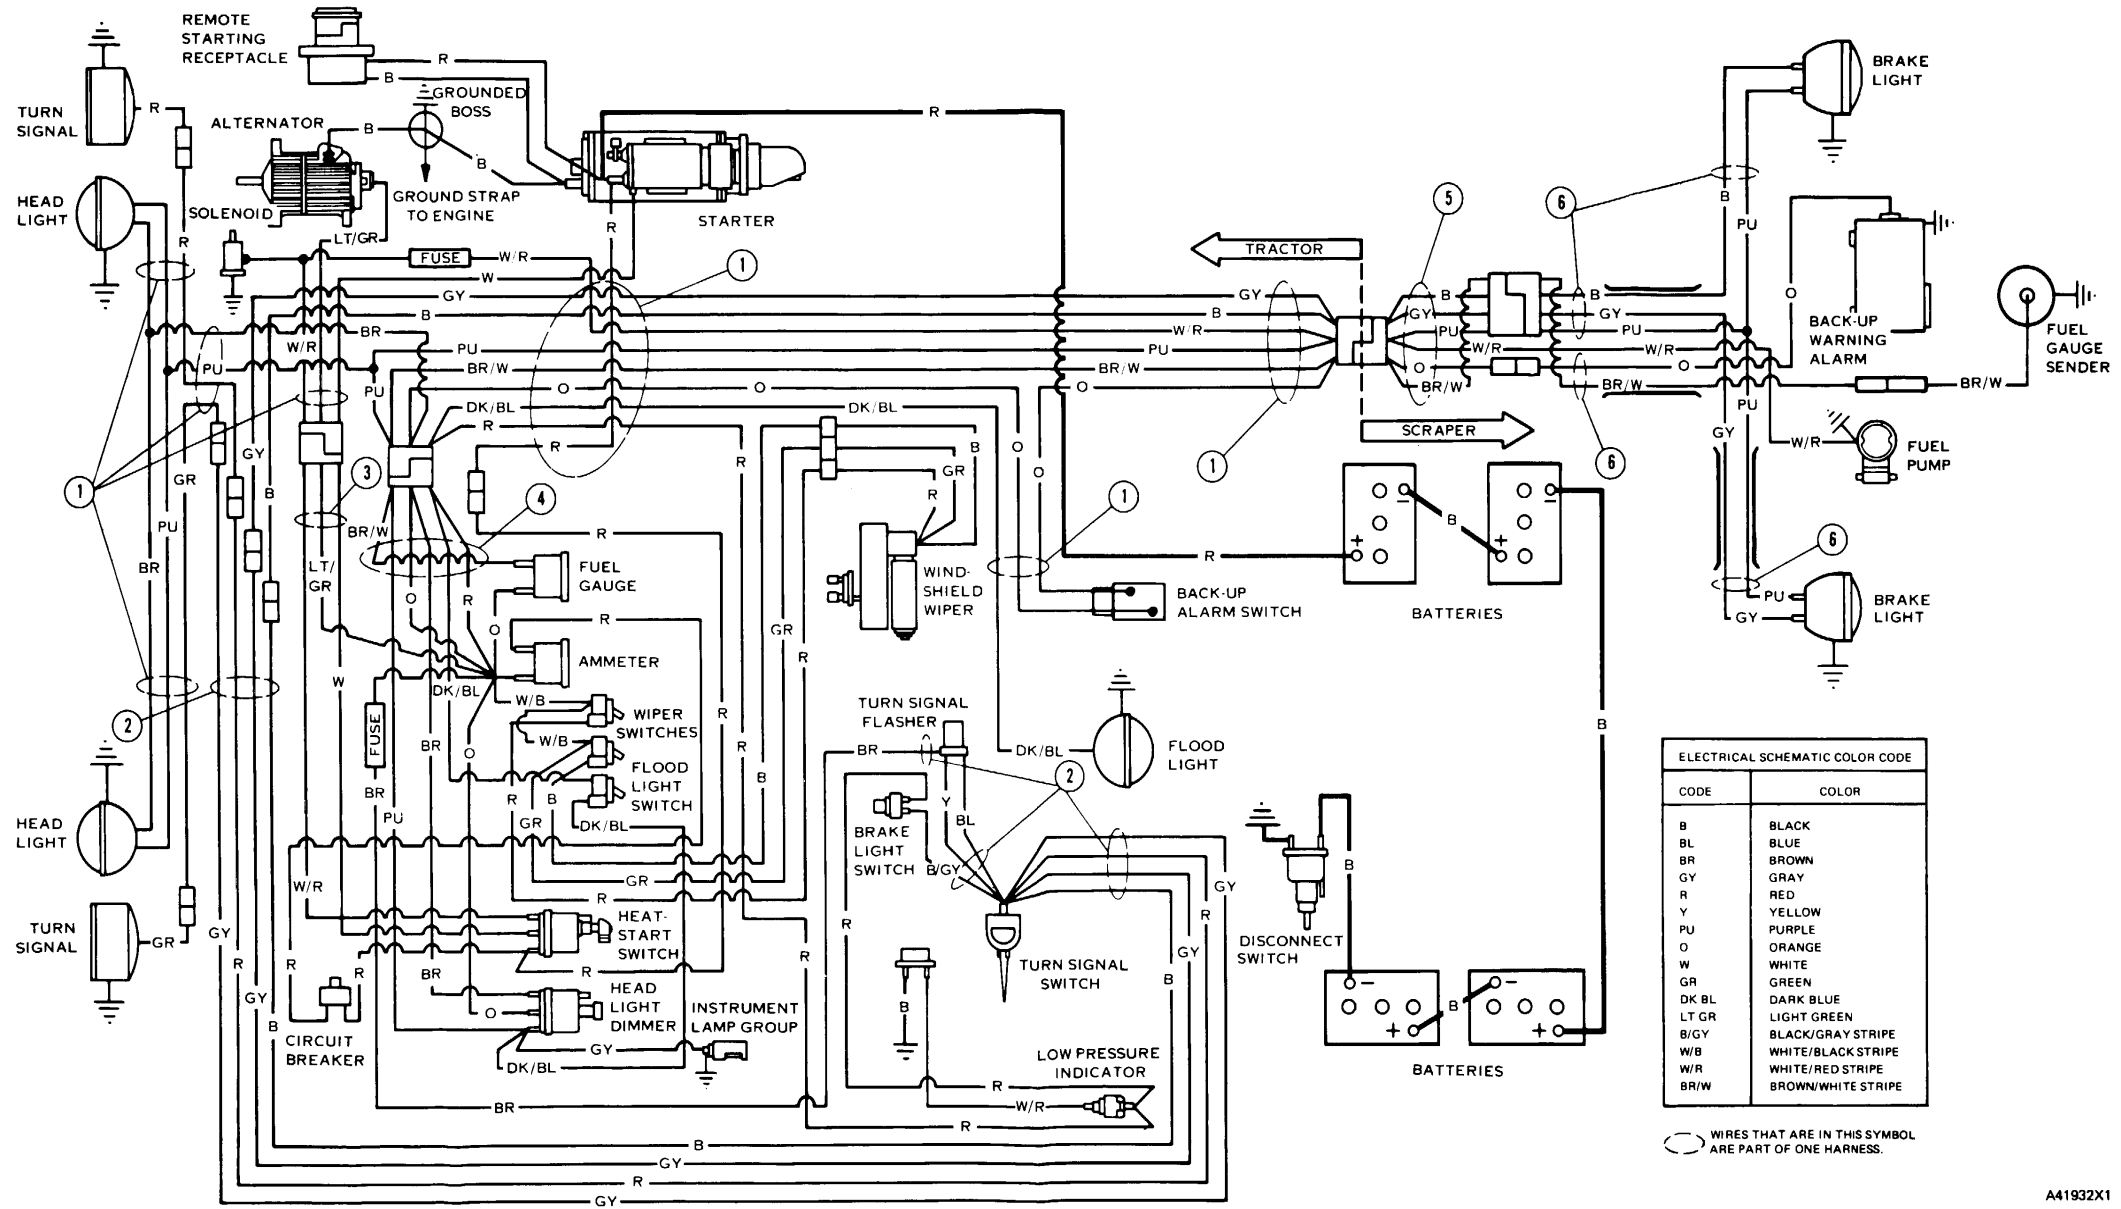 REMOTE
STARTING
RECEPTACLE
R
B
GROUNDED
BOSS
TURN
SIGNAL
R
ALTERNATOR
B
B
GROUND STRAP
TO ENGINE
STARTER
R
HEAD
LIGHT
SOLENOID
R
LT/GR
FUSE
W/R
W
R
1
GY
B
BR
W/R
PU
PU
BR/W
PU
O
O
DK/BL
DK/BL
R
R
GY
B
W/R
PU
BR/W
O
TRACTOR
SCRAPER
5
6
B
GY
PU
W/R
O
BR/W
B
GY
PU
W/R
O
BR/W
BR/W
BRAKE
LIGHT
B
PU
O
BACK-UP
WARNING
ALARM
FUEL
GAUGE
SENDER
PU
GY
W/R
FUEL
PUMP
6
6
PU
GY
BRAKE
LIGHT
1
1
GY
B
GR
PU
BR
1
3
4
BR/W
LT/
GR
O
R
R
FUEL
GAUGE
O
R
AMMETER
W
DK/BL
W/B
WIPER
SWITCHES
W/B
FLOOD
LIGHT
SWITCH
FUSE
BR
BR
O
PU
R
B
GR
DK/BL
2
R
R
B
GR
R
B
GR
R
WIND-
SHIELD
WIPER
O
O
BACK-UP
ALARM SWITCH
R
B
BATTERIES
B
TURN SIGNAL
FLASHER
BR
DK/BL
FLOOD
LIGHT
2
Y
BL
BRAKE
LIGHT
SWITCH
B/GY
HEAD
LIGHT
TURN
SIGNAL
GR
GY
R
GY
B
W/R
R
R
GR
R
HEAT-
START
SWITCH
R
BR
HEAD
LIGHT
DIMMER
O
INSTRUMENT
LAMP GROUP
GY
DK/BL
CIRCUIT
BREAKER
R
R
B
TURN SIGNAL
SWITCH
GY
R
GY
B
LOW PRESSURE
INDICATOR
R
W/R
R
BR
B
GY
R
GY
DISCONNECT
SWITCH
B
B
BATTERIES
ELECTRICAL SCHEMATIC COLOR CODE
CODE COLOR
B BLACK
BL BLUE
BR BROWN
GY GRAY
R RED
Y YELLOW
PU PURPLE
O ORANGE
W WHITE
GR GREEN
DK BL DARK BLUE
LT GR LIGHT GREEN
B/GY BLACK/GRAY STRIPE
W/B WHITE/BLACK STRIPE
W/R WHITE/RED STRIPE
BR/W BROWN/WHITE STRIPE
WIRES THAT ARE IN THIS SYMBOL
ARE PART OF ONE HARNESS.
A41932X1